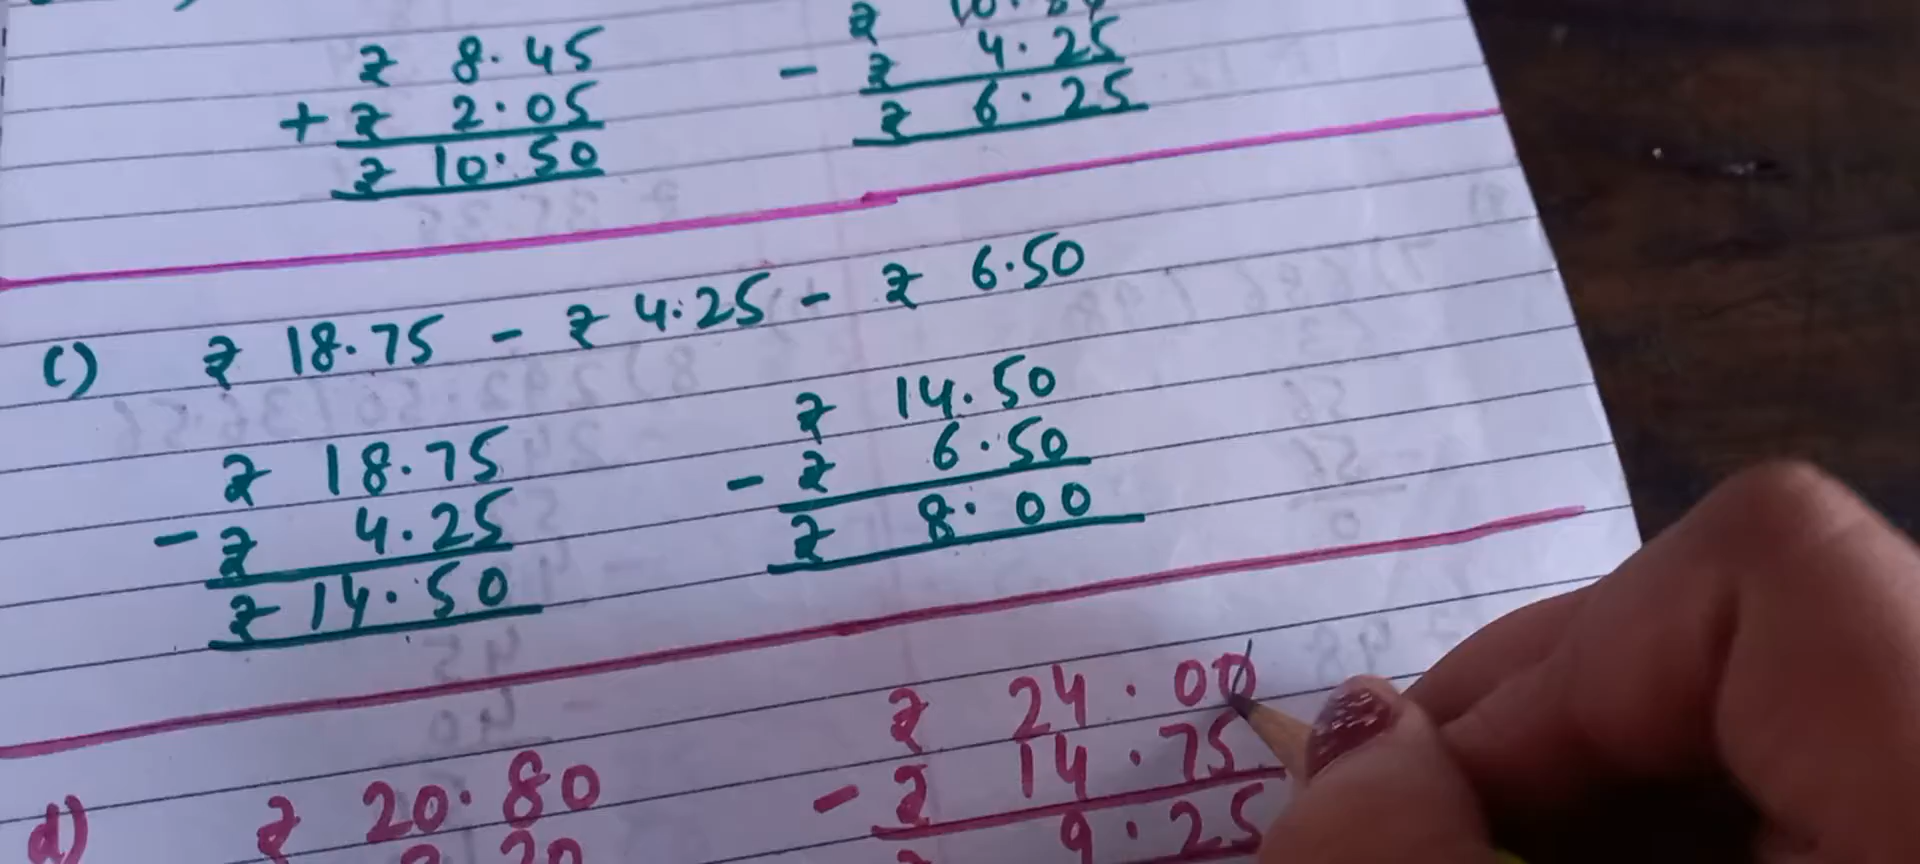 ₹ 8.45
+ ₹ 2.05
₹ 10.50
₹
- ₹ 4.25
₹ 6.25
c) ₹ 18.75 - ₹ 4.25 - ₹ 6.50
₹ 18.75
- ₹ 4.25
₹ 14.50
₹ 14.50
- ₹ 6.50
₹ 8.00
d) ₹ 20.80
₹ 24.00
- ₹ 14.75
9.25